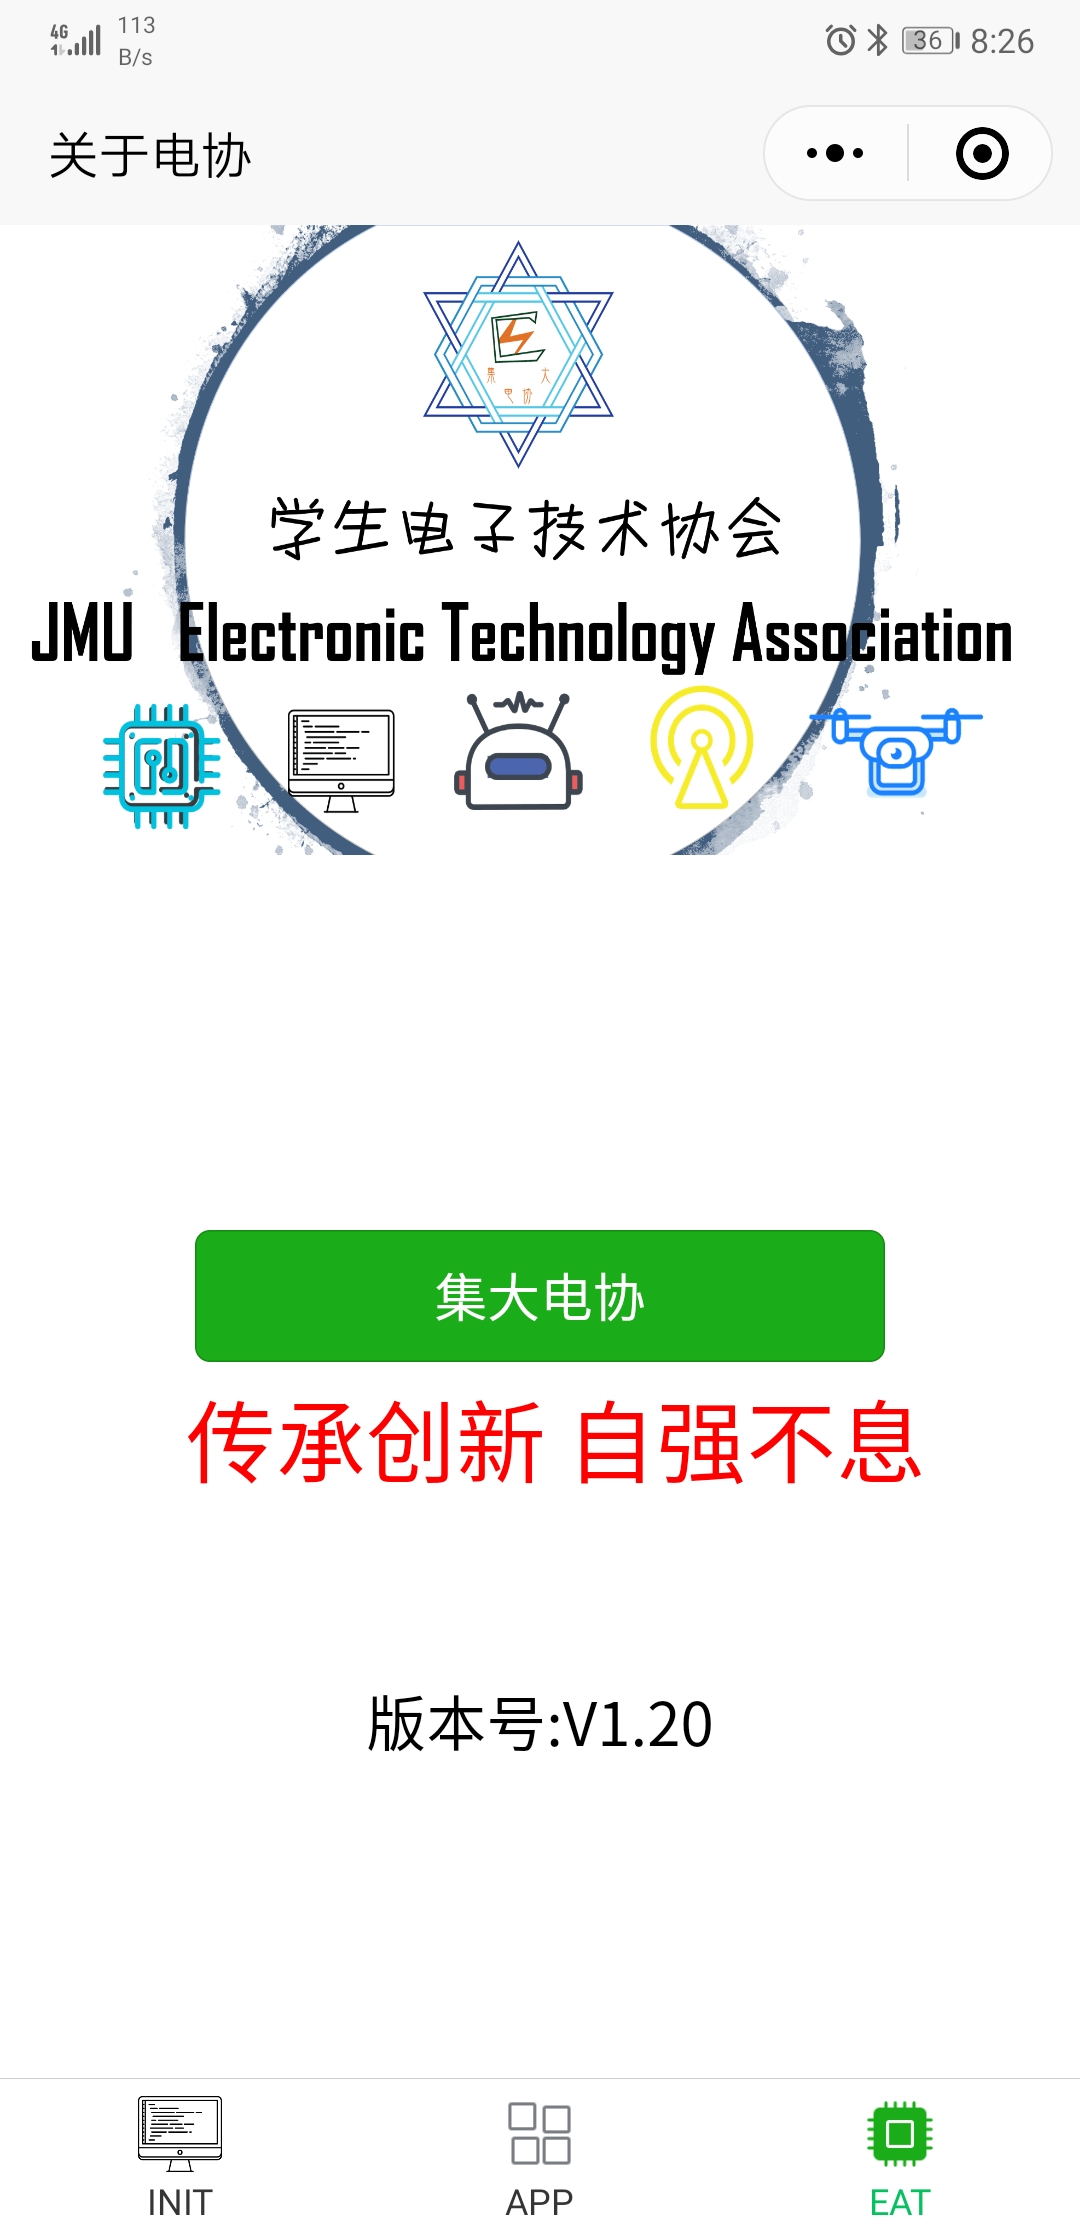 4G
113
B/s
36
8:26
关于电协
集 大
电 协
学生电子技术协会
JMU Electronic Technology Association
集大电协
传承创新 自强不息
版本号:V1.20
INIT
APP
EAT